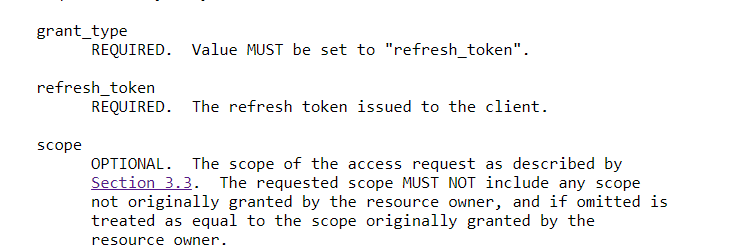 grant_type
REQUIRED.  Value MUST be set to "refresh_token".
refresh_token
REQUIRED.  The refresh token issued to the client.
scope
OPTIONAL.  The scope of the access request as described by
Section 3.3.  The requested scope MUST NOT include any scope
not originally granted by the resource owner, and if omitted is
treated as equal to the scope originally granted by the
resource owner.